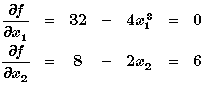 ∂f/∂x₁ = 32 − 4x₁³ = 0
∂f/∂x₂ = 8 − 2x₂ = 6